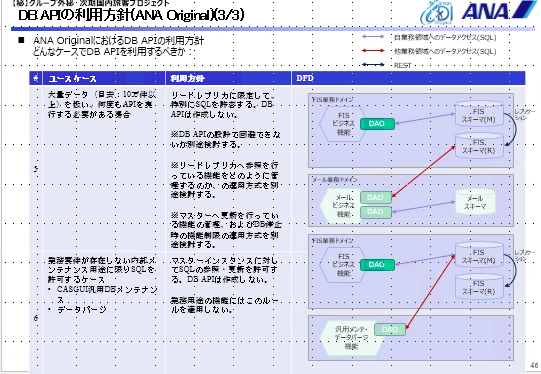 【秘】グループ外秘・次期国内旅客プロジェクト
DB APIの利用方針(ANA Original)(3/3)
ANA
■ ANA OriginalにおけるDB APIの利用方針
どんなケースでDB APIを利用するべきか：
自業務領域へのデータアクセス(SQL)
他業務領域へのデータアクセス(SQL)
REST
# ユースケース 利用方針 DFD
5
大量データ（目安：10万件以
上）を扱い、何度もAPIを実
行する必要がある場合
リードレプリカに限定して、
特別にSQLを許容する。DB
APIは作成しない。
※DB APIの設計で回避できな
いか別途検討する。
※リードレプリカへ参照を行
っている機能をどのように管
理するのか、の運用方式を別
途検討する。
※マスターへ更新を行ってい
る機能の管理、およびDB停止
時の機能制限の運用方式を別
途検討する。
FIS業務ドメイン
FIS
ビジネス
機能
DAO
FIS
スキーマ(M)
レプリケー
ション
FIS
スキーマ(R)
メール業務ドメイン
メール
ビジネス
機能
DAO
DAO
メール
スキーマ
6
業務要件が存在しない内部メ
ンテナンス用途に限りSQLを
許可するケース
• CASGUI汎用DBメンテナン
ス
• データパージ
マスターインスタンスに対し
てSQLの参照・更新を許可す
る。DB APIは作成しない。
業務用途の機能にはこのルー
ルを適用しない。
FIS業務ドメイン
FIS
ビジネス
機能
DAO
FIS
スキーマ(M)
レプリケー
ション
FIS
スキーマ(R)
汎用メンテ・
データパージ
機能
DAO
46